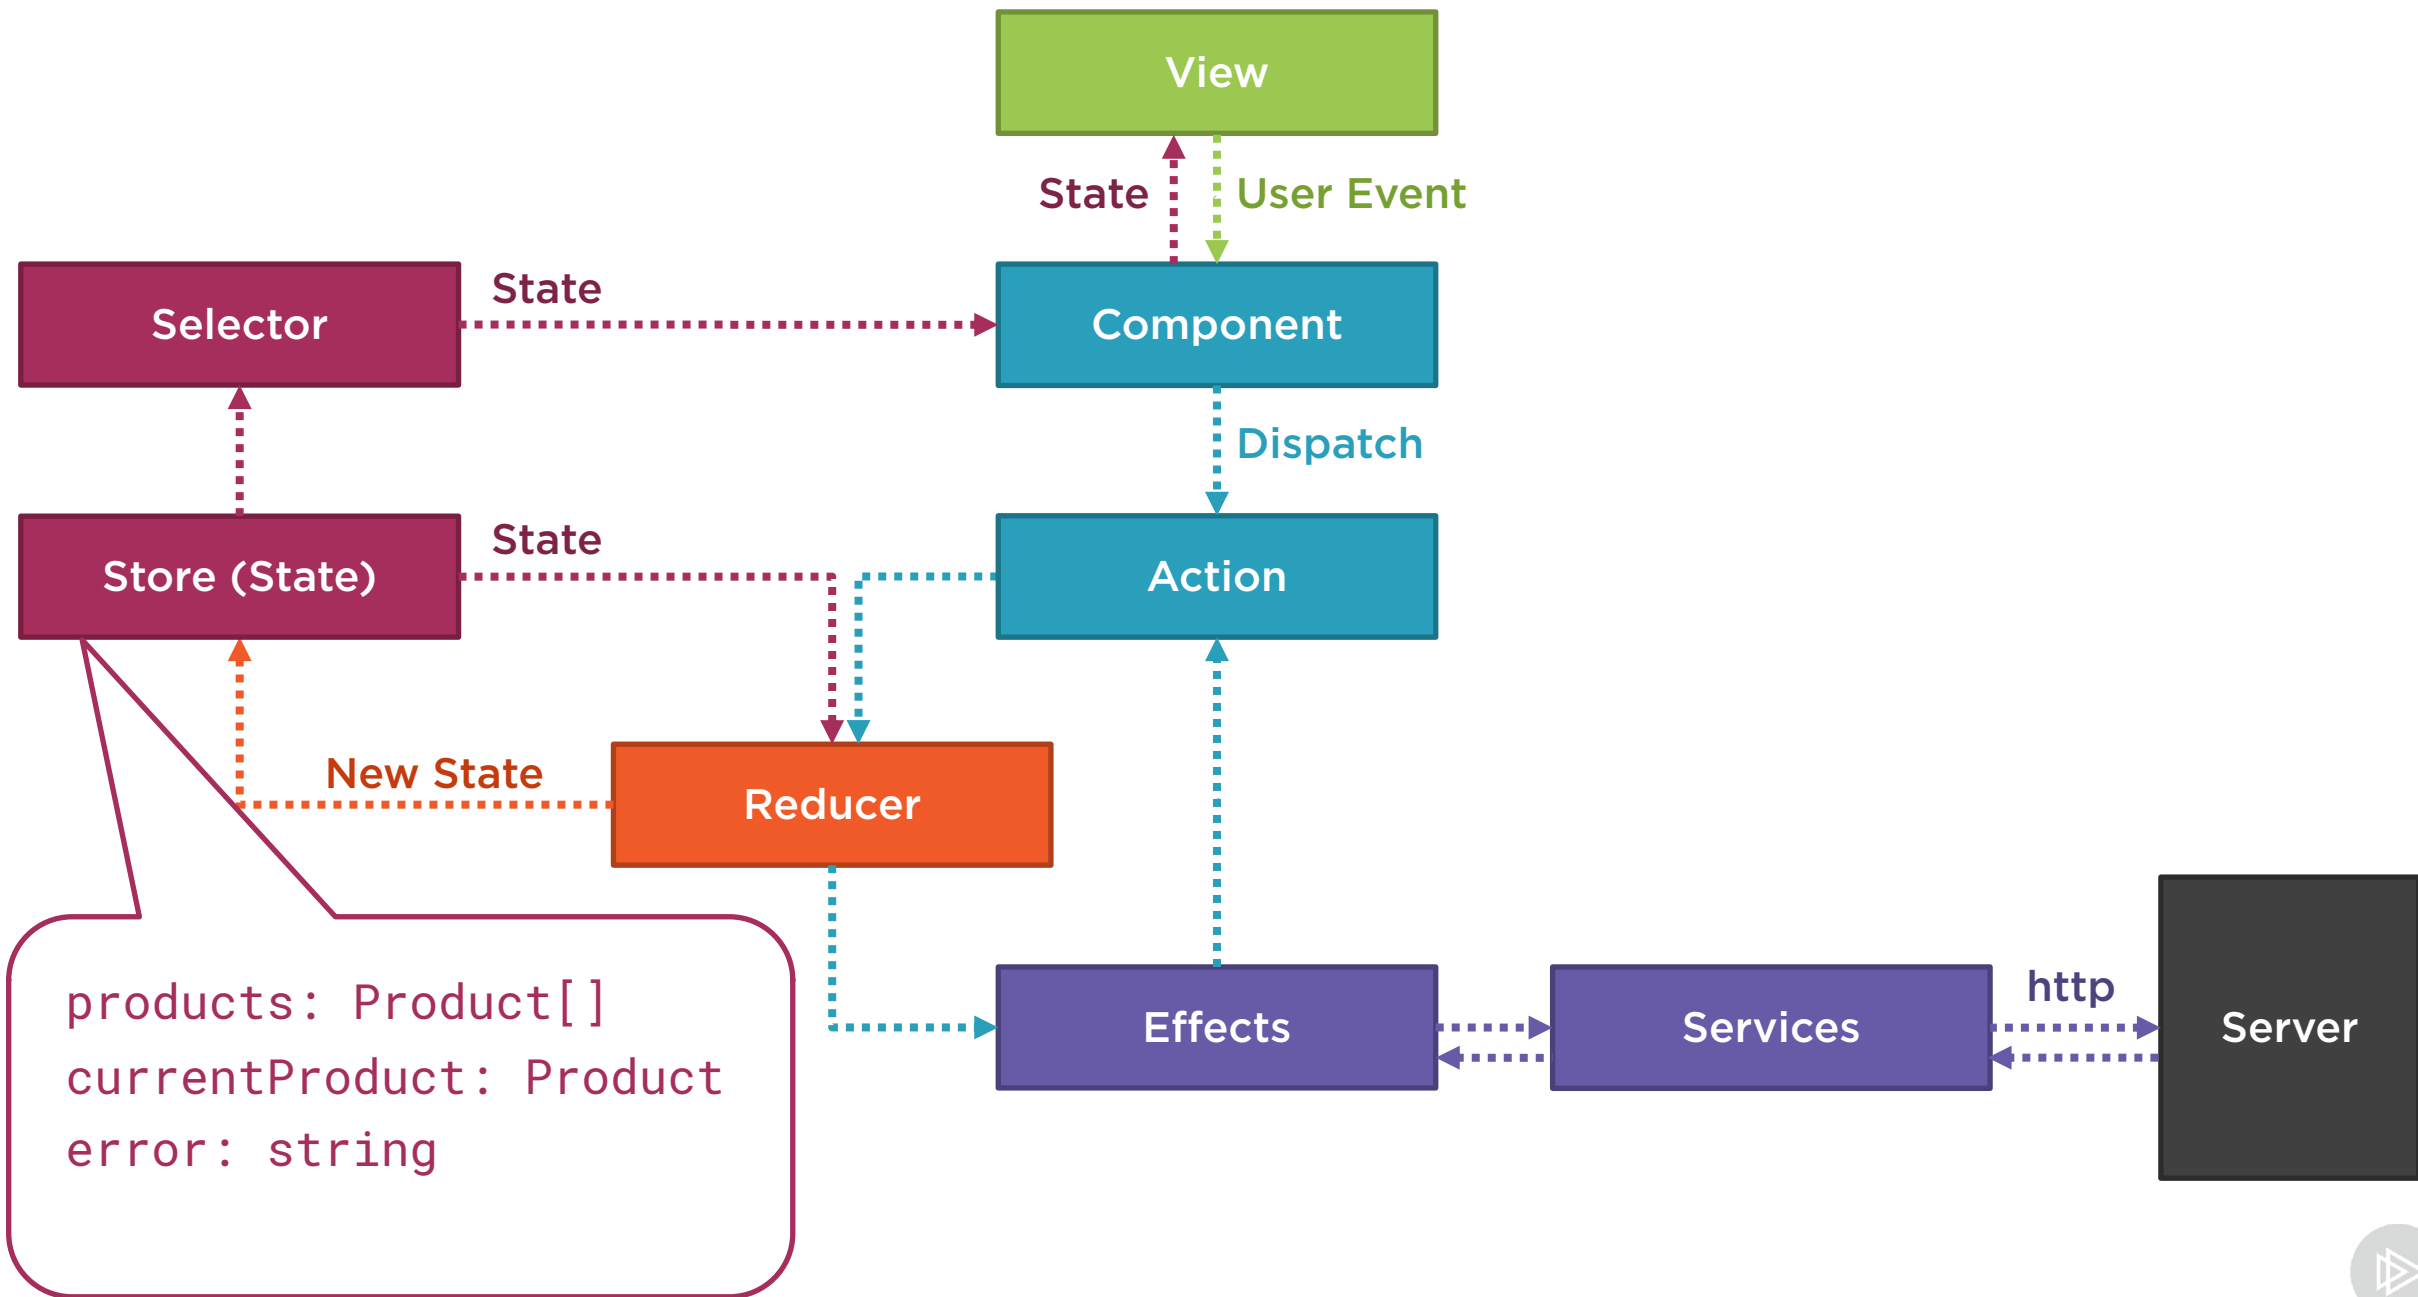 View
State
User Event
Selector
State
Component
Dispatch
Store (State)
State
Action
New State
Reducer
products: Product[]
currentProduct: Product
error: string
Effects
Services
http
Server